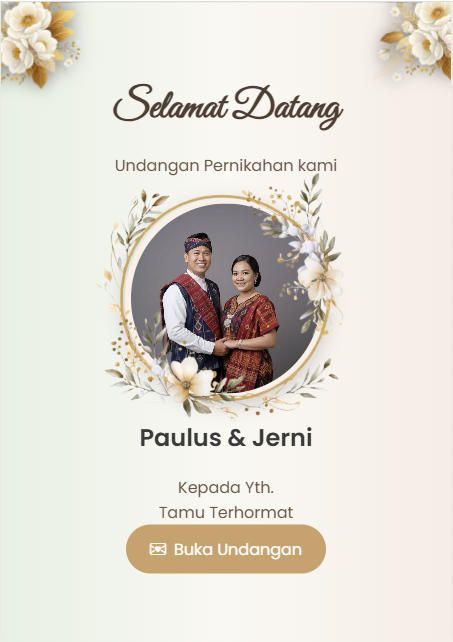 Selamat Datang
Undangan Pernikahan kami
Paulus & Jerni
Kepada Yth.
Tamu Terhormat
Buka Undangan